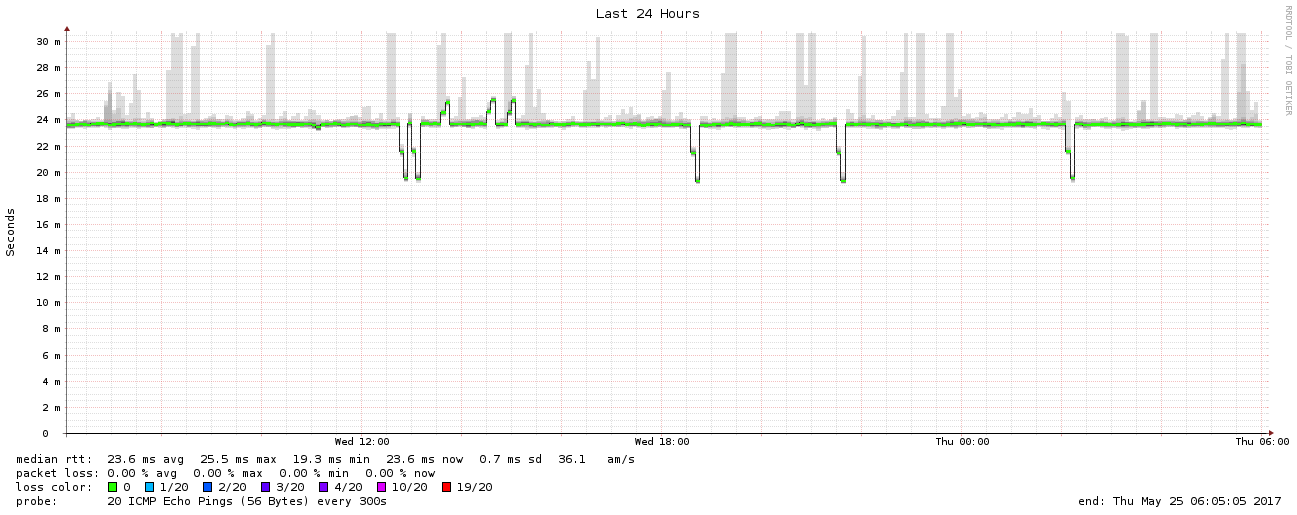 Last 24 Hours
RRDTOOL / TOBI OETIKER
30 m
28 m
26 m
24 m
22 m
20 m
18 m
16 m
14 m
12 m
10 m
8 m
6 m
4 m
2 m
0
Seconds
Wed 12:00 Wed 18:00 Thu 00:00 Thu 06:00
median rtt: 23.6 ms avg 25.5 ms max 19.3 ms min 23.6 ms now 0.7 ms sd 36.1 am/s
packet loss: 0.00 % avg 0.00 % max 0.00 % min 0.00 % now
loss color: 0 1/20 2/20 3/20 4/20 10/20 19/20
probe: 20 ICMP Echo Pings (56 Bytes) every 300s end: Thu May 25 06:05:05 2017